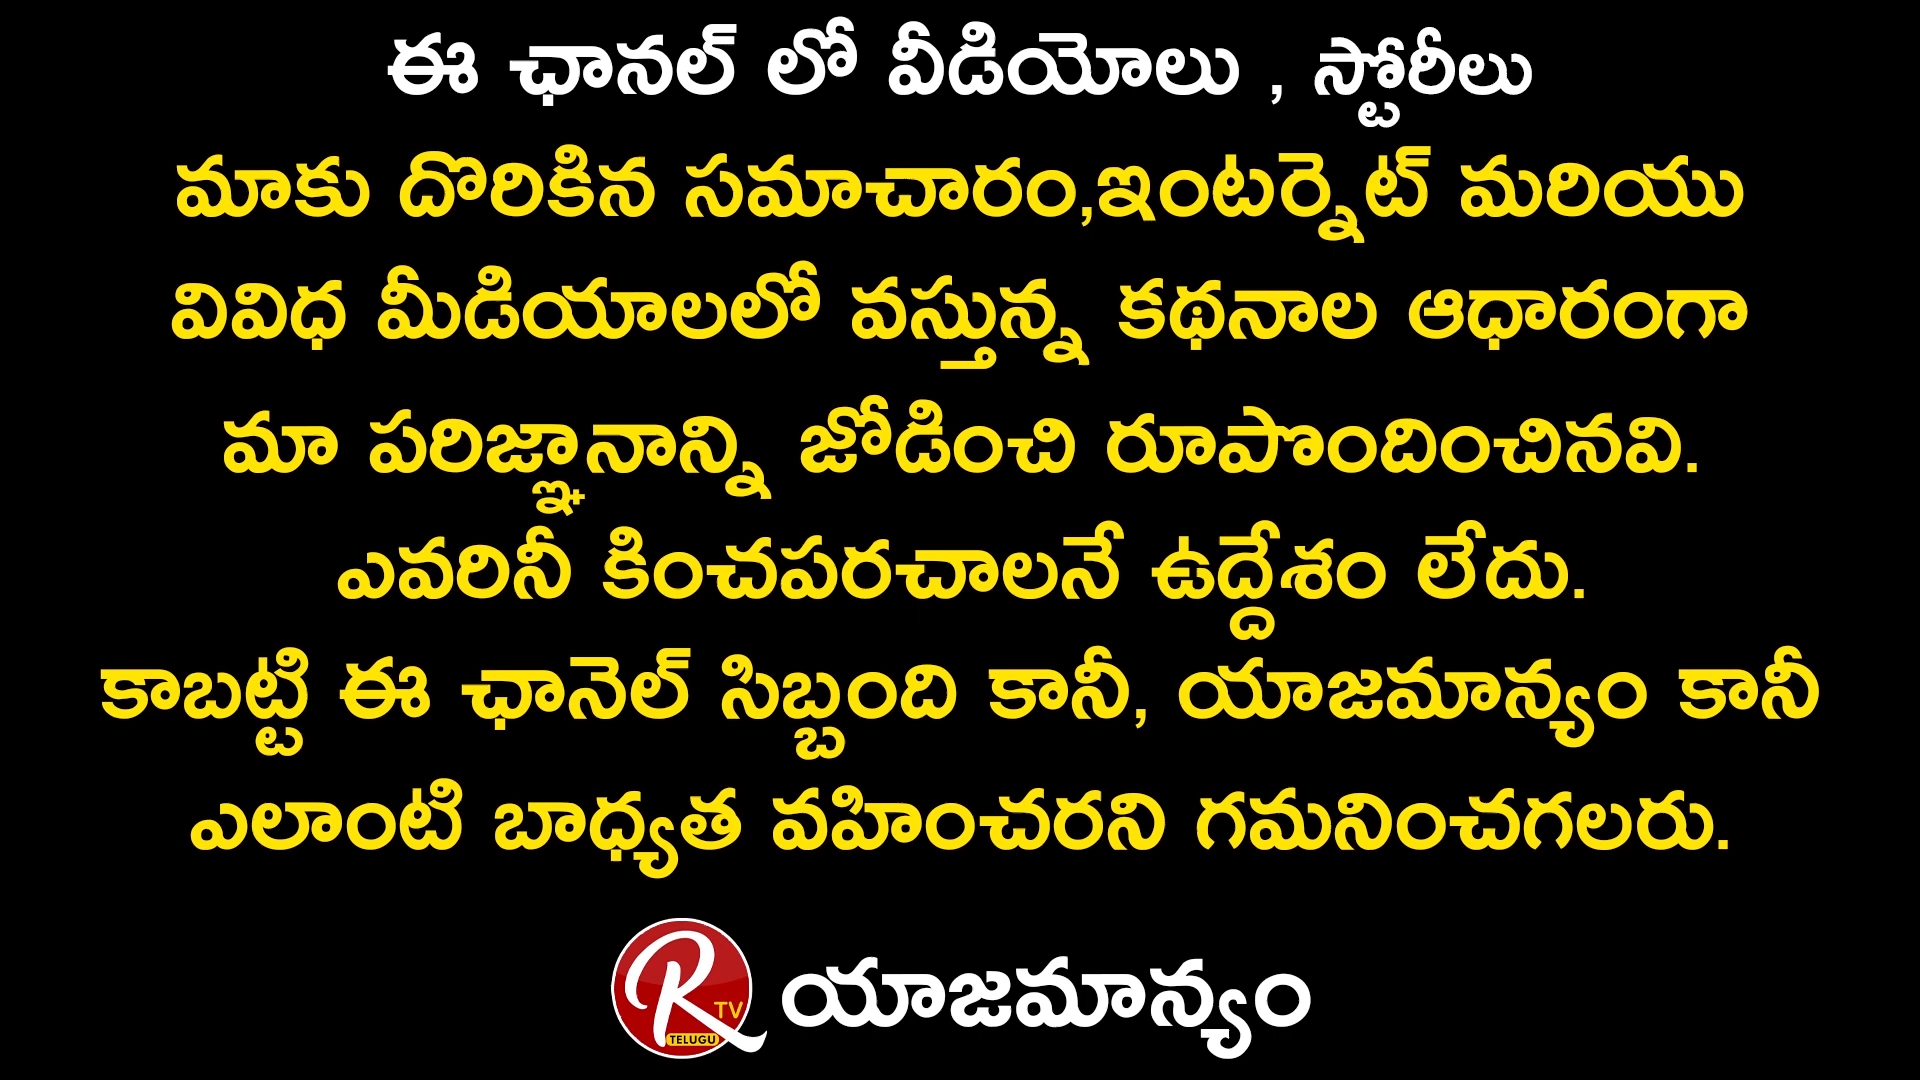 ఈ ఛానల్ లో వీడియోలు , స్టోరీలు
మాకు దొరికిన సమాచారం,ఇంటర్నెట్ మరియు
వివిధ మీడియాలలో వస్తున్న కథనాల ఆధారంగా
మా పరిజ్ఞానాన్ని జోడించి రూపొందించినవి.
ఎవరినీ కించపరచాలనే ఉద్దేశం లేదు.
కాబట్టి ఈ ఛానెల్ సిబ్బంది కానీ, యాజమాన్యం కానీ
ఎలాంటి బాధ్యత వహించరని గమనించగలరు.
R TV TELUGU యాజమాన్యం